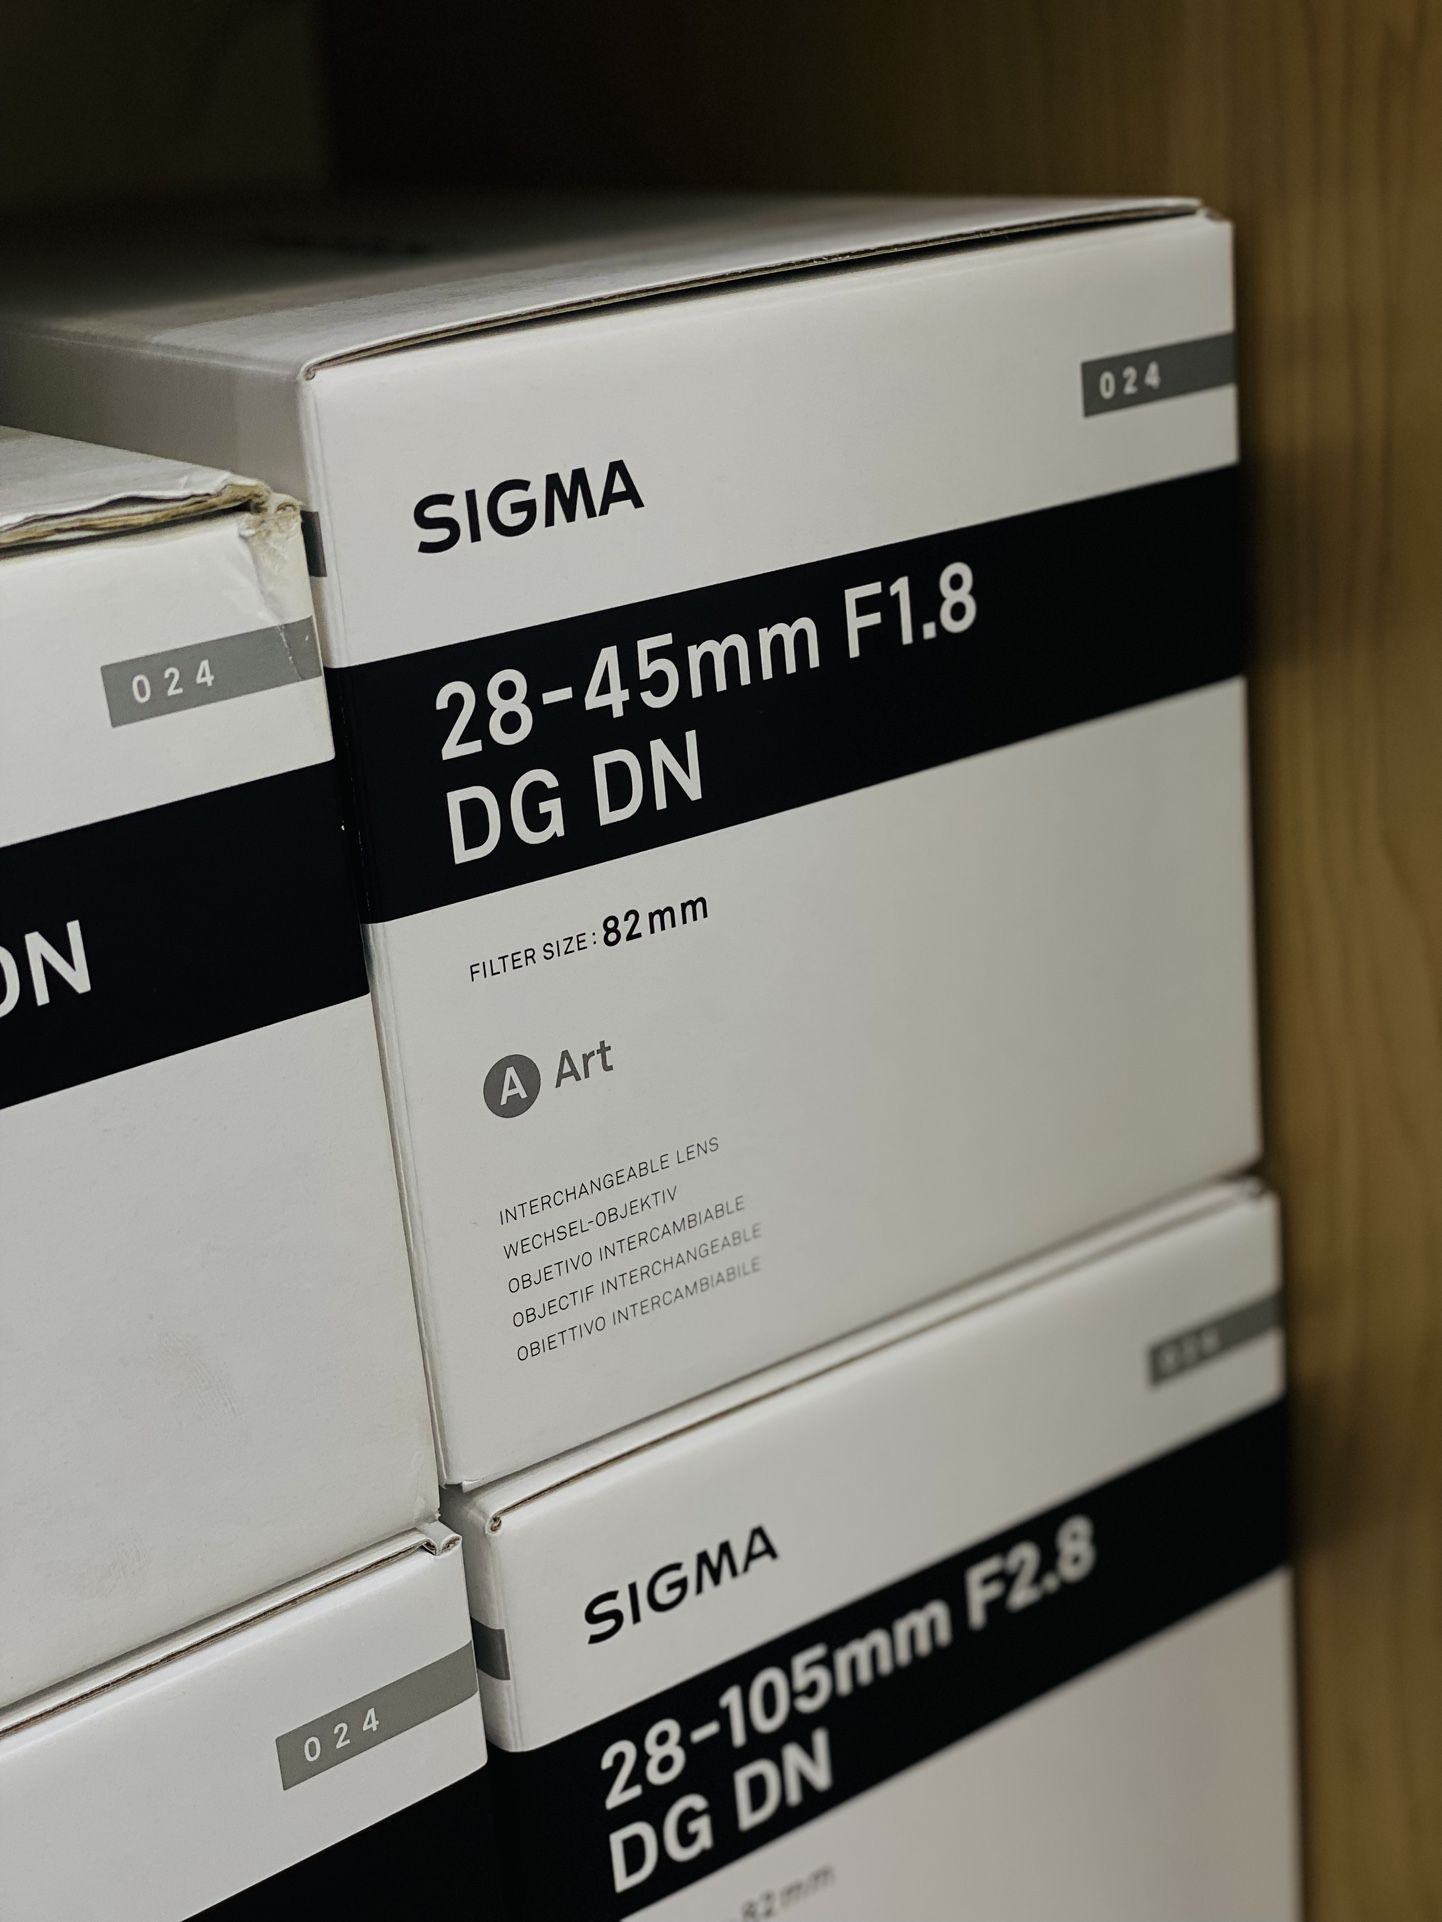 024
SIGMA
28-45mm F1.8
DG DN
FILTER SIZE: 82mm
A Art
INTERCHANGEABLE LENS
WECHSEL-OBJEKTIV
OBJETIVO INTERCAMBIABLE
OBJECTIF INTERCHANGEABLE
OBIETTIVO INTERCAMBIABILE
024
DN
024
SIGMA
28-105mm F2.8
DG DN
82mm